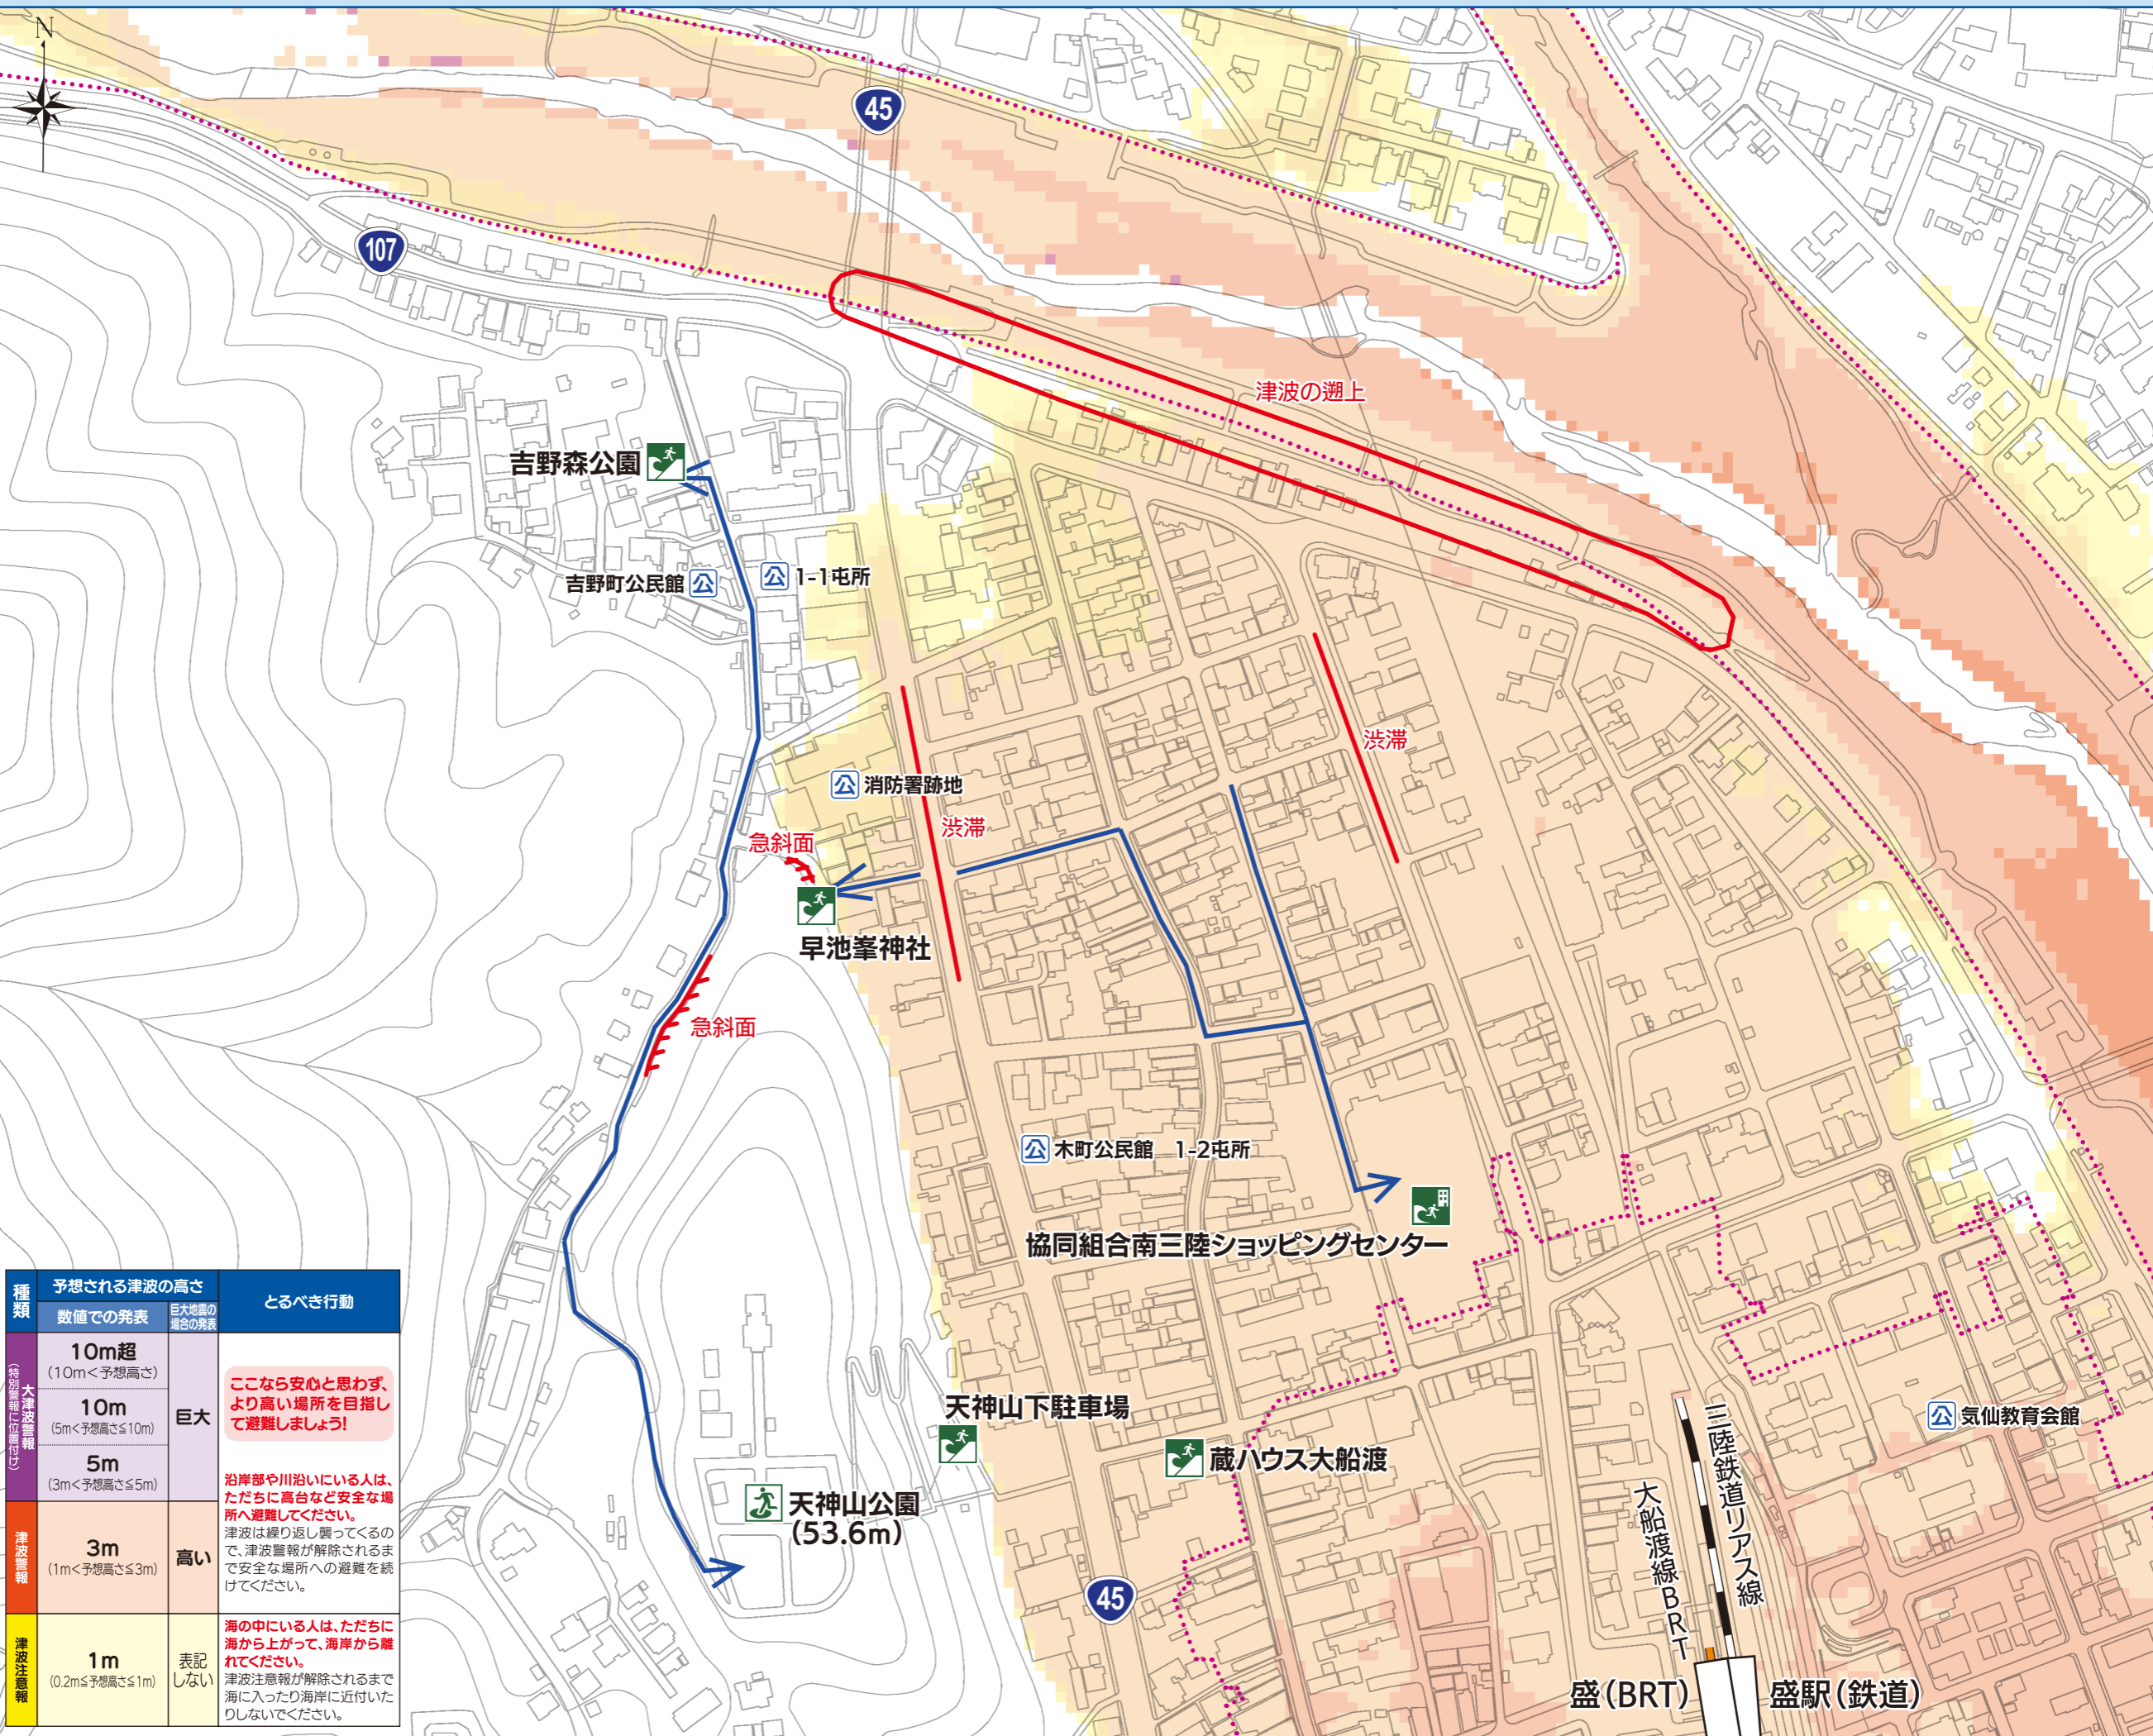 N
45
107
津波の遡上
吉野森公園
吉野町公民館
公
公
1-1屯所
渋滞
公
消防署跡地
渋滞
急斜面
早池峯神社
急斜面
公
木町公民館 1-2屯所
協同組合南三陸ショッピングセンター
天神山下駐車場
蔵ハウス大船渡
公
気仙教育会館
天神山公園
(53.6m)
45
三陸鉄道リアス線
大船渡線BRT
盛(BRT)
盛駅(鉄道)
種類
予想される津波の高さ
数値での発表
巨大地震の
場合の発表
とるべき行動
大津波警報
(特別警報に位置付け)
10m超
(10m<予想高さ)
10m
(5m<予想高さ≦10m)
5m
(3m<予想高さ≦5m)
巨大
ここなら安心と思わず、
より高い場所を目指し
て避難しましょう!
沿岸部や川沿いにいる人は、
ただちに高台など安全な場
所へ避難してください。
津波は繰り返し襲ってくるの
で、津波警報が解除されるま
で安全な場所への避難を続
けてください。
津波警報
3m
(1m<予想高さ≦3m)
高い
津波注意報
1m
(0.2m≦予想高さ≦1m)
表記
しない
海の中にいる人は、ただちに
海から上がって、海岸から離
れてください。
津波注意報が解除されるまで
海に入ったり海岸に近付いた
りしないでください。